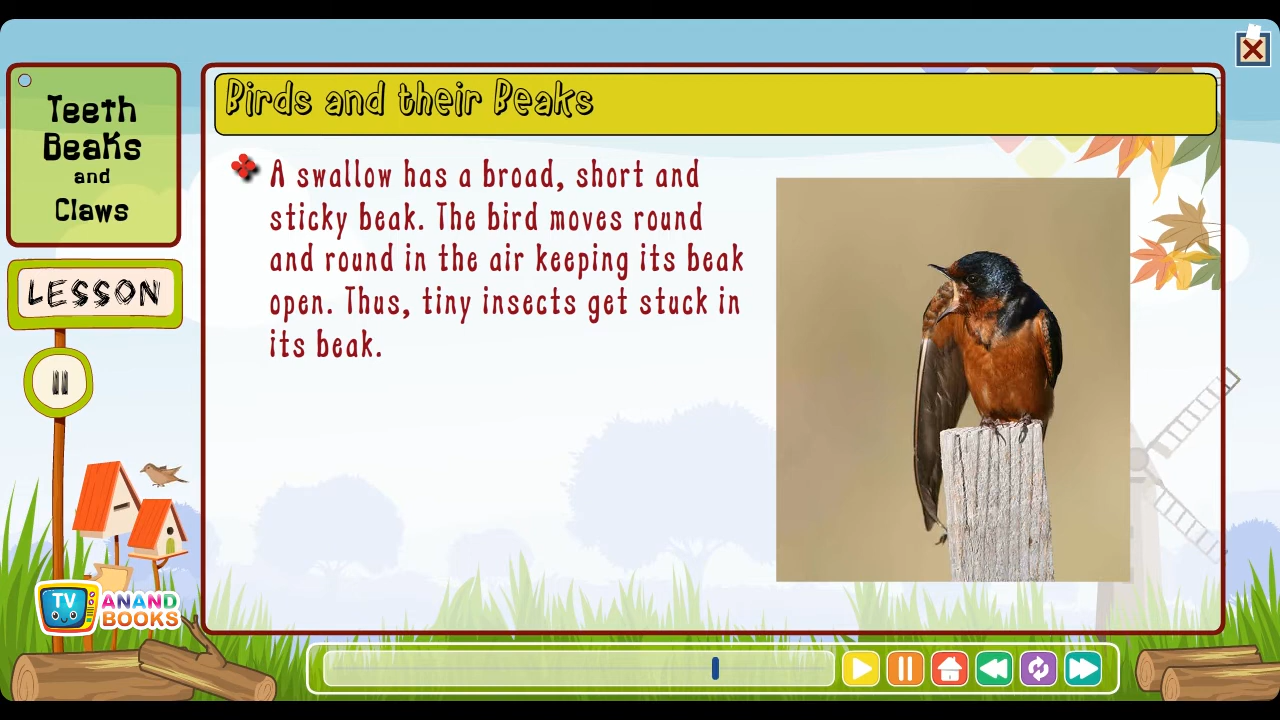 Teeth
Beaks
and
Claws
LESSON
11
Birds and their Beaks
A swallow has a broad, short and
sticky beak. The bird moves round
and round in the air keeping its beak
open. Thus, tiny insects get stuck in
its beak.
TV
ANAND
BOOKS